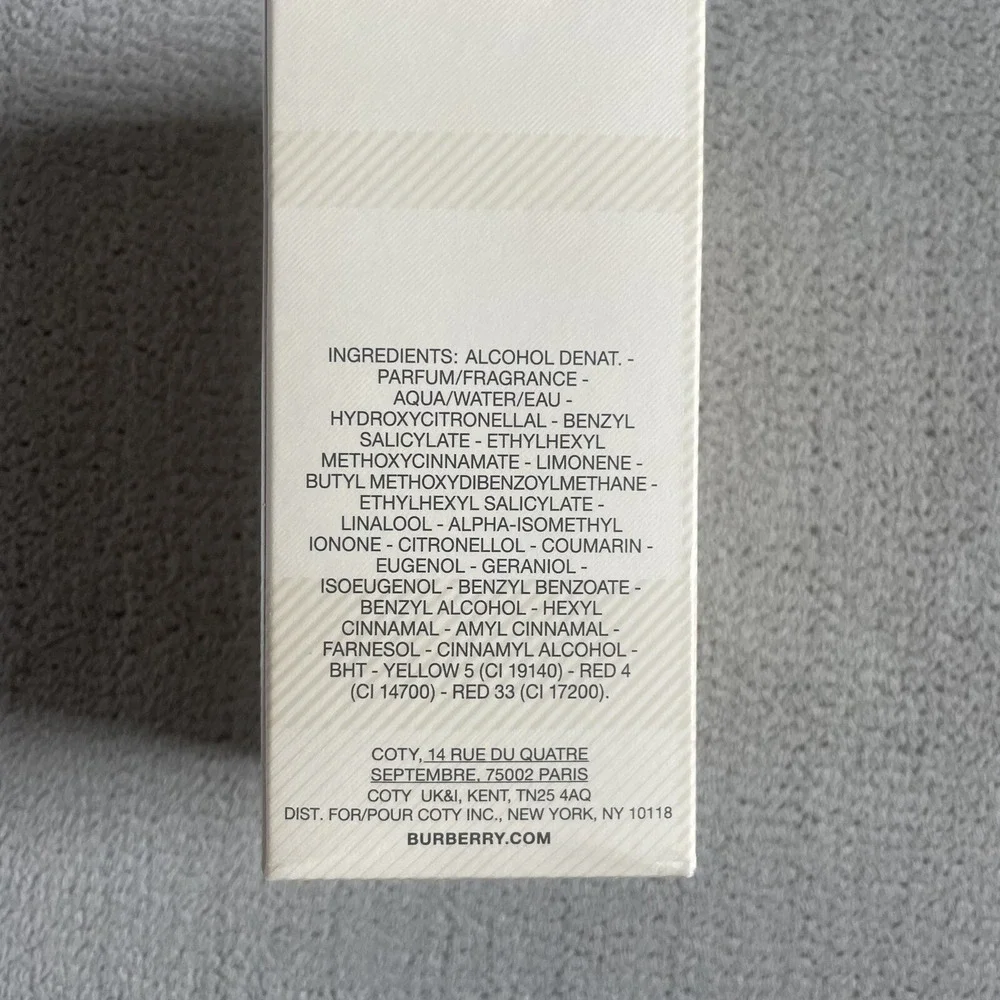 INGREDIENTS: ALCOHOL DENAT. -
PARFUM/FRAGRANCE -
AQUA/WATER/EAU -
HYDROXYCITRONELLAL - BENZYL
SALICYLATE - ETHYLHEXYL
METHOXYCINNAMATE - LIMONENE -
BUTYL METHOXYDIBENZOYLMETHANE -
ETHYLHEXYL SALICYLATE -
LINALOOL - ALPHA-ISOMETHYL
IONONE - CITRONELLOL - COUMARIN -
EUGENOL - GERANIOL -
ISOEUGENOL - BENZYL BENZOATE -
BENZYL ALCOHOL - HEXYL
CINNAMAL - AMYL CINNAMAL -
FARNESOL - CINNAMYL ALCOHOL -
BHT - YELLOW 5 (CI 19140) - RED 4
(CI 14700) - RED 33 (CI 17200).
COTY, 14 RUE DU QUATRE
SEPTEMBRE, 75002 PARIS
COTY UK&I, KENT, TN25 4AQ
DIST. FOR/POUR COTY INC., NEW YORK, NY 10118
BURBERRY.COM